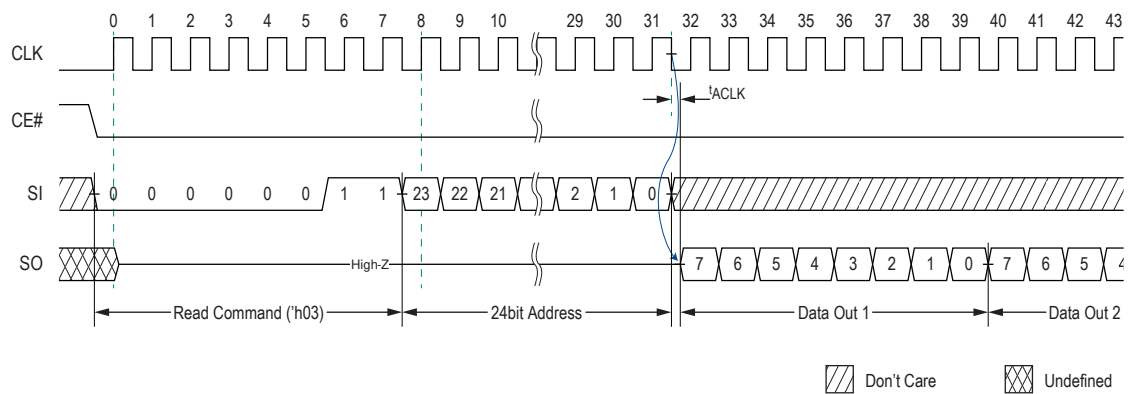 0 1 2 3 4 5 6 7 8 9 10 29 30 31 32 33 34 35 36 37 38 39 40 41 42 43
CLK
tACLK
CE#
SI 0 0 0 0 0 0 1 1 23 22 21 2 1 0
SO High-Z 7 6 5 4 3 2 1 0 7 6 5 4
Read Command ('h03) 24bit Address Data Out 1 Data Out 2
Don't Care Undefined